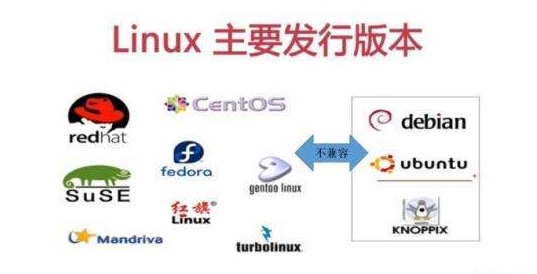 Linux 主要发行版本
redhat
CentOS
debian
fedora
不兼容
ubuntu
SuSE
gentoo linux
红旗
Linux
KNOPPIX
Mandriva
turbolinux